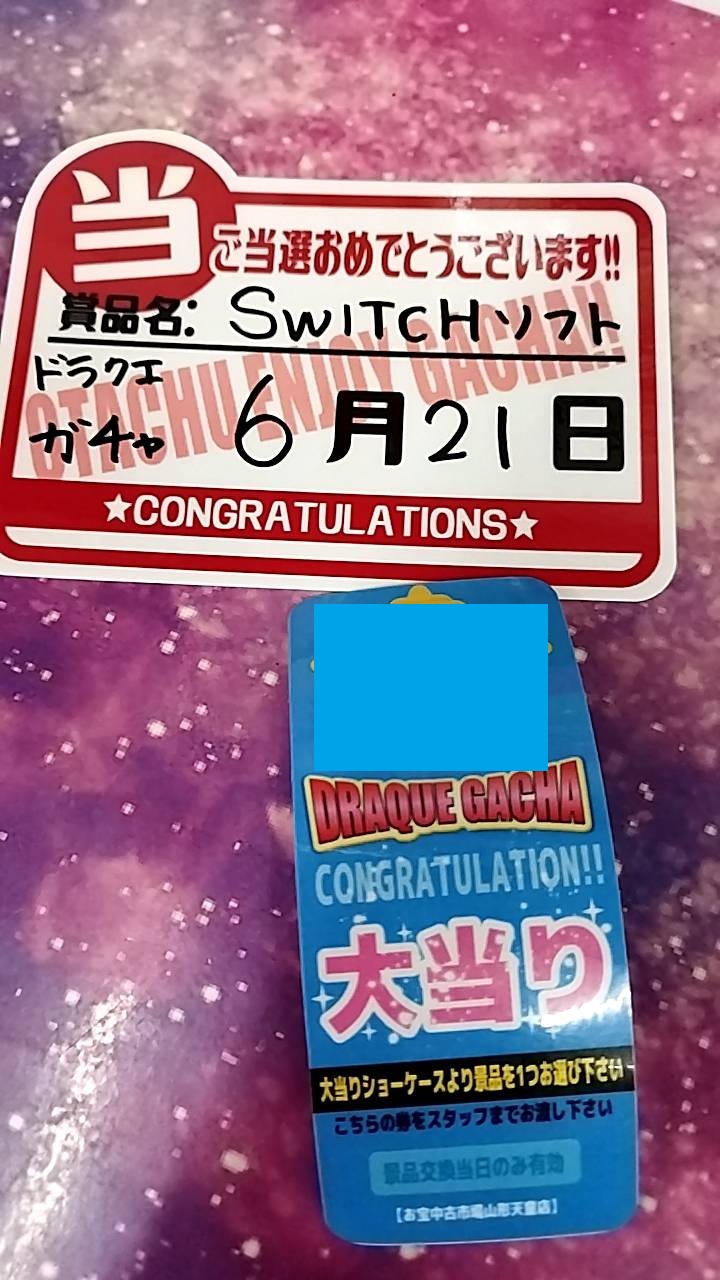 当
ご当選おめでとうございます!!
賞品名: SWITCHソフト
OTACHU ENJOY GACHA!!
ドラクエ
ガチャ 6月21日
★CONGRATULATIONS★
DRAQUE GACHA
CONGRATULATION!!
大当り
大当りショーケースより景品を1つお選び下さい
こちらの券をスタッフまでお渡し下さい
景品交換当日のみ有効
【お宝中古市場山形天童店】